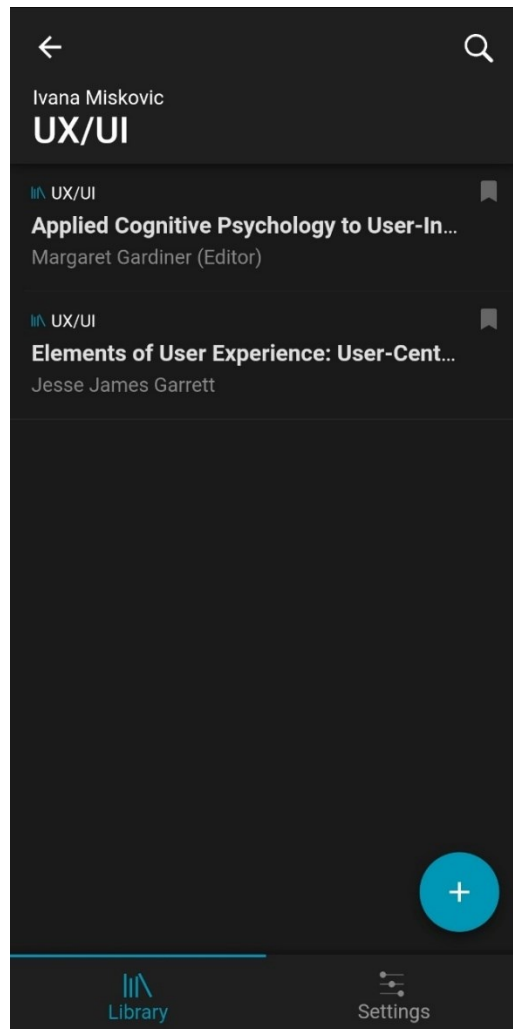 Ivana Miskovic
UX/UI
UX/UI
Applied Cognitive Psychology to User-In...
Margaret Gardiner (Editor)
UX/UI
Elements of User Experience: User-Cent...
Jesse James Garrett
Library
Settings